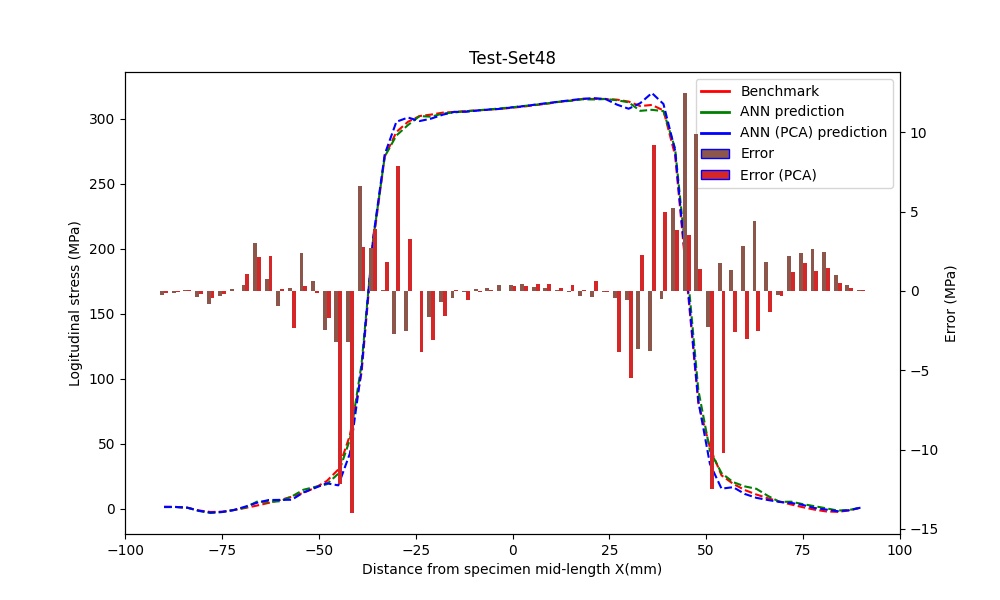 Test-Set48
Benchmark
ANN prediction
ANN (PCA) prediction
Error
Error (PCA)
300
250
200
150
100
50
0
Logitudinal stress (MPa)
10
5
0
−5
−10
−15
Error (MPa)
−100
−75
−50
−25
0
25
50
75
100
Distance from specimen mid-length X(mm)